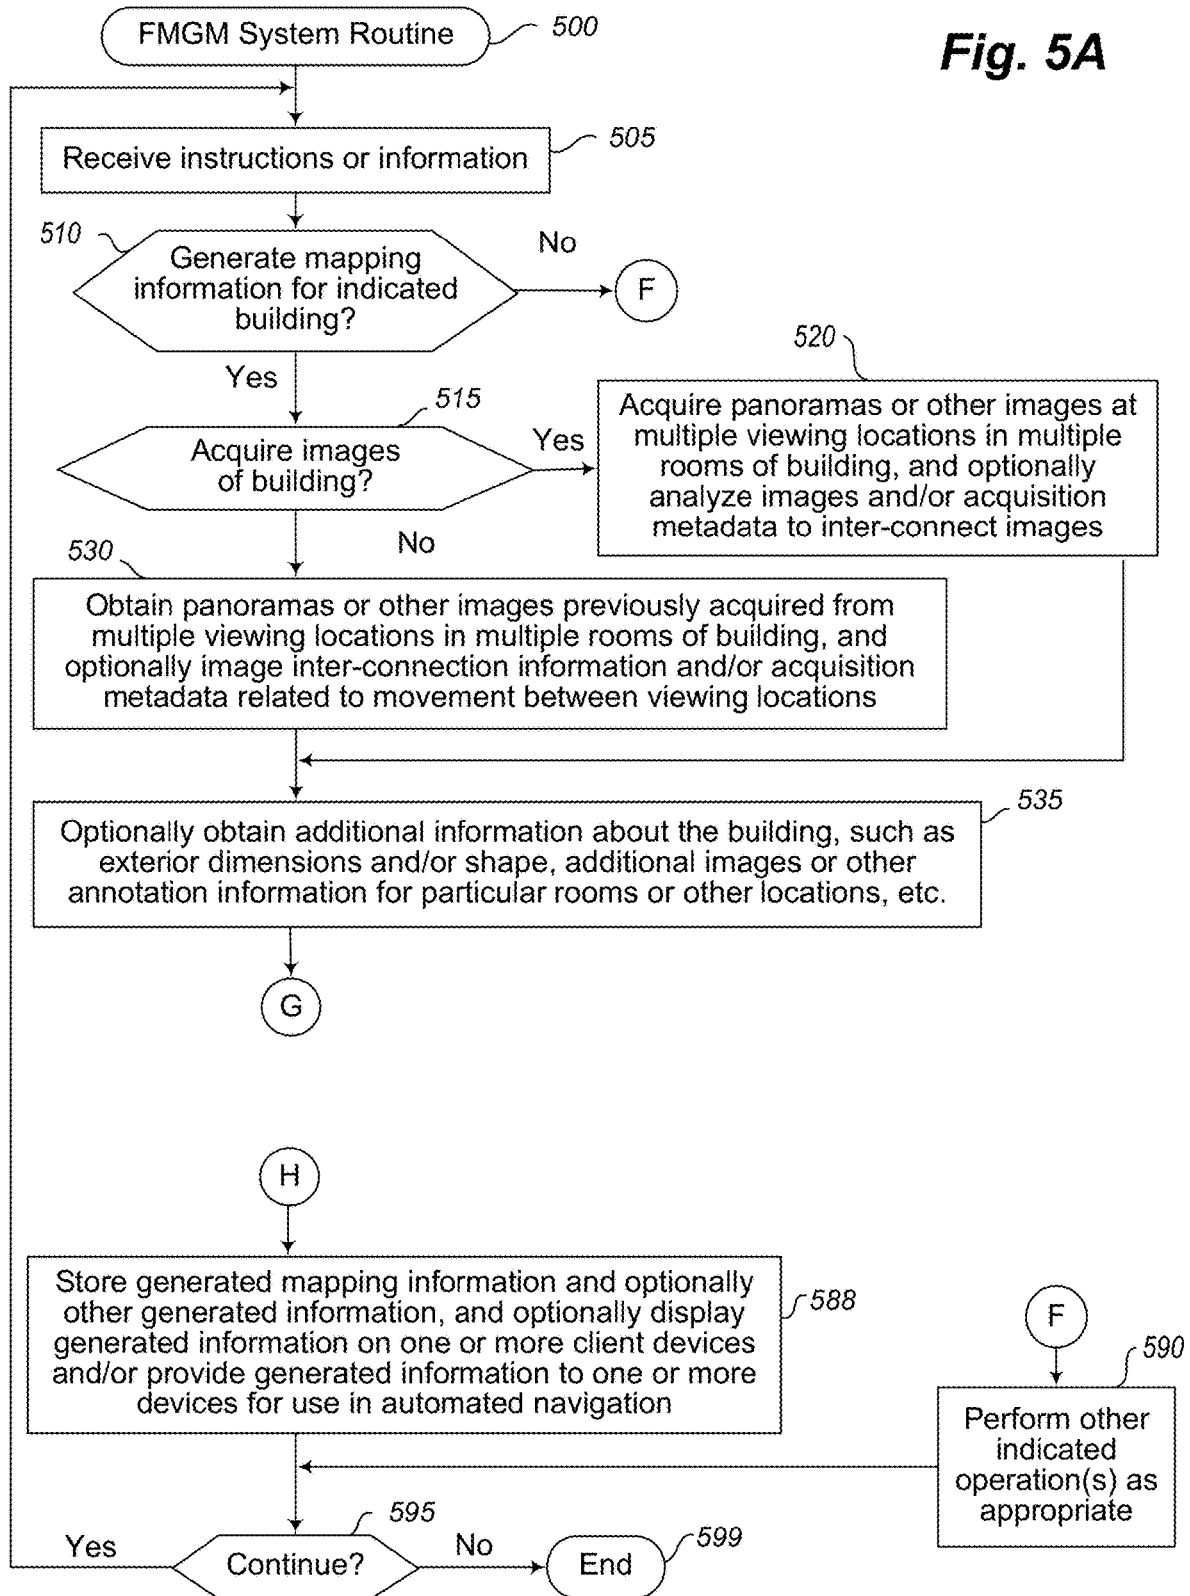 FMGM System Routine
500
Fig. 5A
Receive instructions or information
505
510
Generate mapping
information for indicated
building?
No
F
Yes
515
Acquire images
of building?
Yes
520
Acquire panoramas or other images at
multiple viewing locations in multiple
rooms of building, and optionally
analyze images and/or acquisition
metadata to inter-connect images
No
530
Obtain panoramas or other images previously acquired from
multiple viewing locations in multiple rooms of building, and
optionally image inter-connection information and/or acquisition
metadata related to movement between viewing locations
535
Optionally obtain additional information about the building, such as
exterior dimensions and/or shape, additional images or other
annotation information for particular rooms or other locations, etc.
G
H
Store generated mapping information and optionally
other generated information, and optionally display
generated information on one or more client devices
and/or provide generated information to one or more
devices for use in automated navigation
588
F
590
Perform other
indicated
operation(s) as
appropriate
595
Yes
Continue?
No
End
599